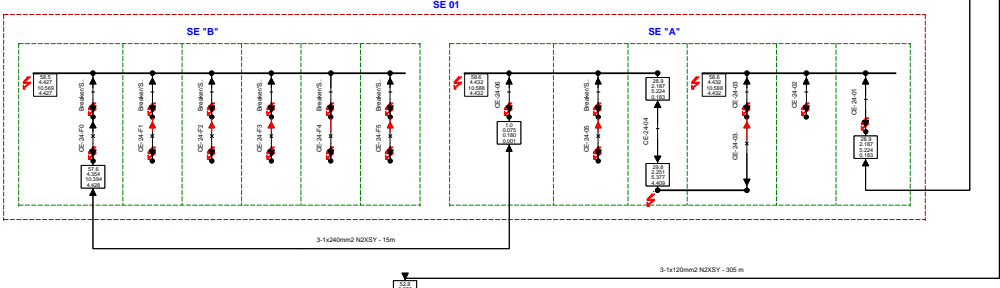 SE 01
SE "B"
SE "A"
58.5
4.427
10.569
4.427
Breaker/S..
CE-24-F0
57.6
4.354
10.394
4.428
Breaker/S..
CE-24-F1
Breaker/S..
CE-24-F2
Breaker/S..
CE-24-F3
Breaker/S..
CE-24-F4
Breaker/S..
CE-24-F5
58.6
4.432
10.588
4.432
CE-24-06
1.0
0.075
0.180
0.001
Breaker/S..
CE-24-05
28.9
2.187
5.224
0.183
CE-24-04
29.8
2.251
5.377
4.409
58.6
4.432
10.588
4.432
CE-24-03
CE-24-03.
CE-24-02
CE-24-01
28.9
2.187
5.224
0.183
3-1x240mm2 N2XSY - 15m
3-1x120mm2 N2XSY - 305 m
52.8